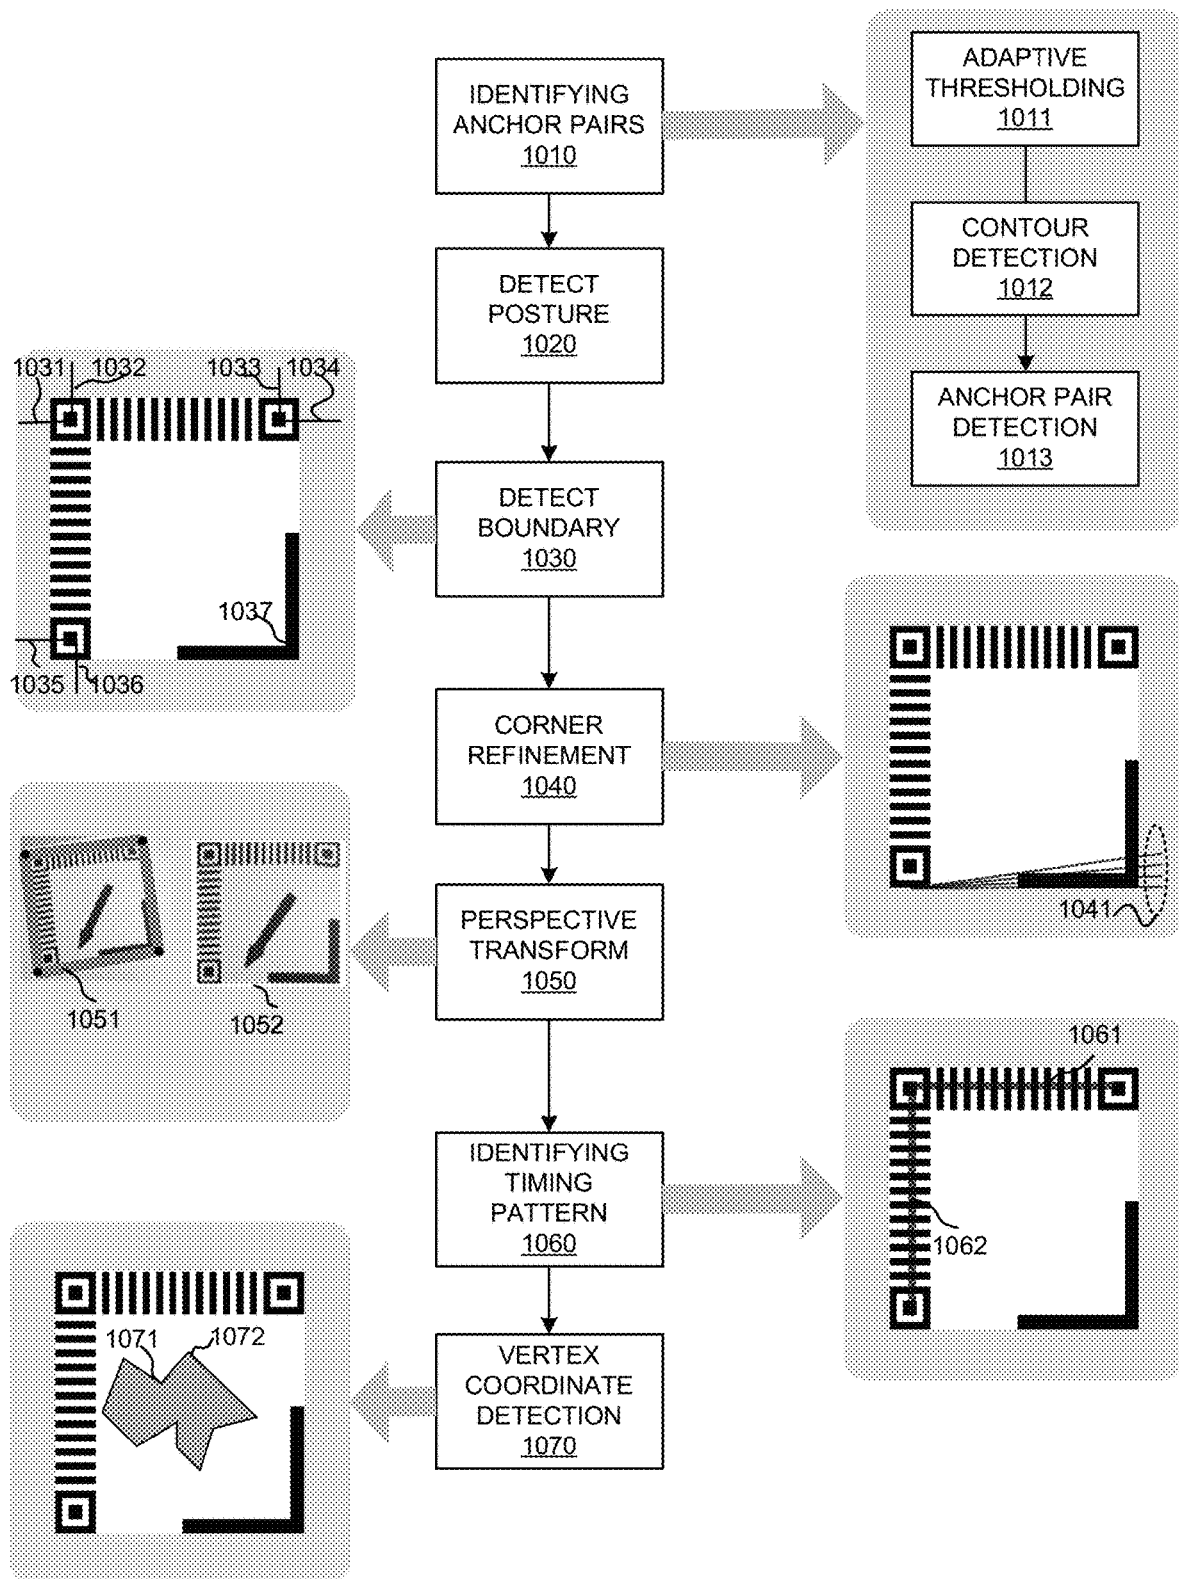 IDENTIFYING
ANCHOR PAIRS
1010
ADAPTIVE
THRESHOLDING
1011
CONTOUR
DETECTION
1012
ANCHOR PAIR
DETECTION
1013
DETECT
POSTURE
1020
1031
1032
1033
1034
1037
1035
1036
DETECT
BOUNDARY
1030
CORNER
REFINEMENT
1040
1041
PERSPECTIVE
TRANSFORM
1050
1051
1052
IDENTIFYING
TIMING
PATTERN
1060
1061
1062
VERTEX
COORDINATE
DETECTION
1070
1071
1072